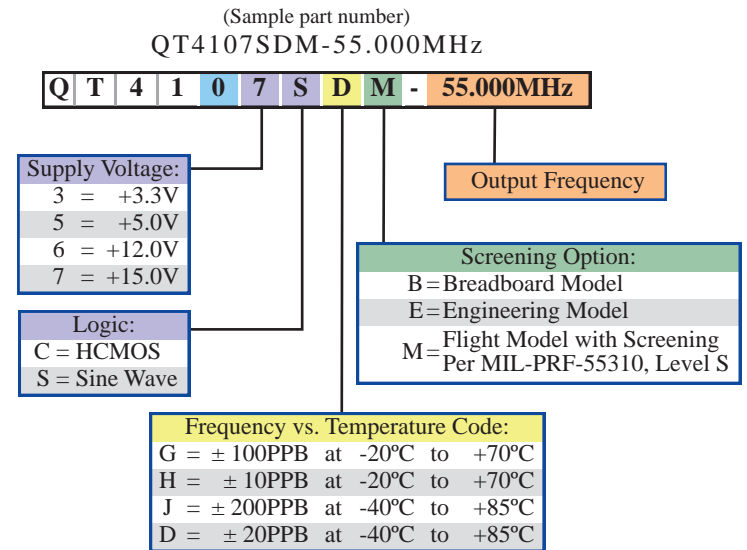 (Sample part number)
QT4107SDM-55.000MHz
Q T 4 1 0 7 S D M - 55.000MHz
Supply Voltage:
3 = +3.3V
5 = +5.0V
6 = +12.0V
7 = +15.0V
Output Frequency
Screening Option:
B = Breadboard Model
E = Engineering Model
M = Flight Model with Screening
Per MIL-PRF-55310, Level S
Logic:
C = HCMOS
S = Sine Wave
Frequency vs. Temperature Code:
G = ± 100PPB at -20ºC to +70ºC
H = ± 10PPB at -20ºC to +70ºC
J = ± 200PPB at -40ºC to +85ºC
D = ± 20PPB at -40ºC to +85ºC